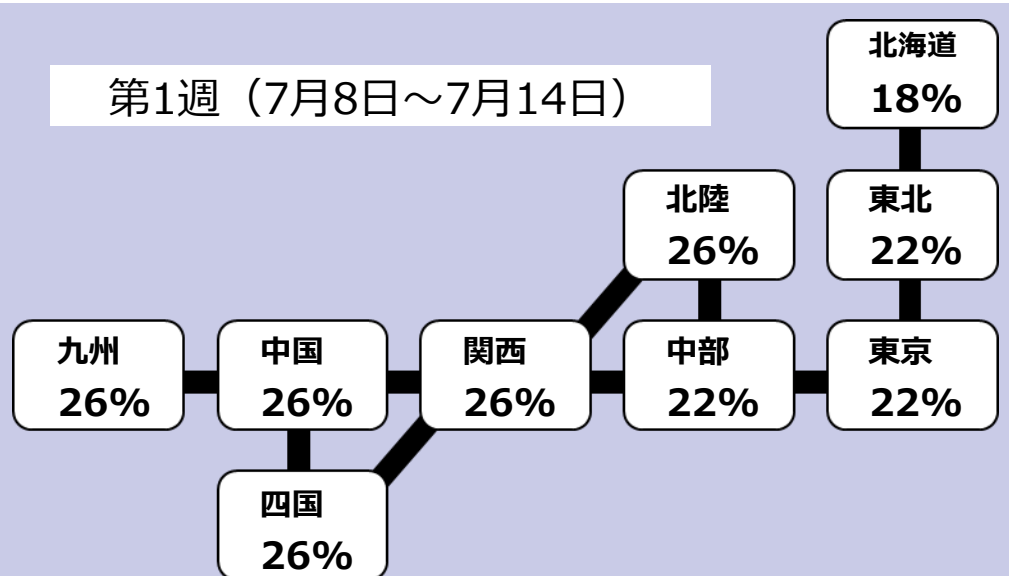 第1週（7月8日～7月14日）
北海道
18%
北陸
26%
東北
22%
九州
26%
中国
26%
関西
26%
中部
22%
東京
22%
四国
26%